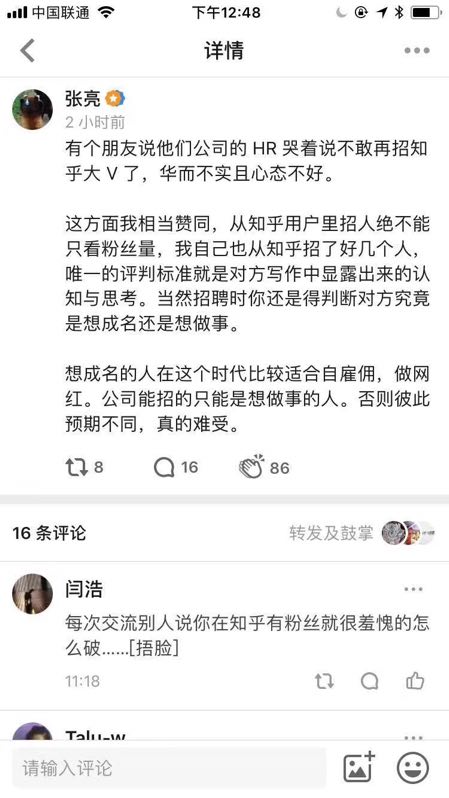 中国联通
下午12:48
详情
张亮
2 小时前
有个朋友说他们公司的 HR 哭着说不敢再招知
乎大 V 了，华而不实且心态不好。
这方面我相当赞同，从知乎用户里招人绝不能
只看粉丝量，我自己也从知乎招了好几个人，
唯一的评判标准就是对方写作中显露出来的认
知与思考。当然招聘时你还是得判断对方究竟
是想成名还是想做事。
想成名的人在这个时代比较适合自雇佣，做网
红。公司能招的只能是想做事的人。否则彼此
预期不同，真的难受。
8
16
86
16 条评论
转发及鼓掌
闫浩
每次交流别人说你在知乎有粉丝就很羞愧的怎
么破......[捂脸]
11:18
Talu-w
请输入评论